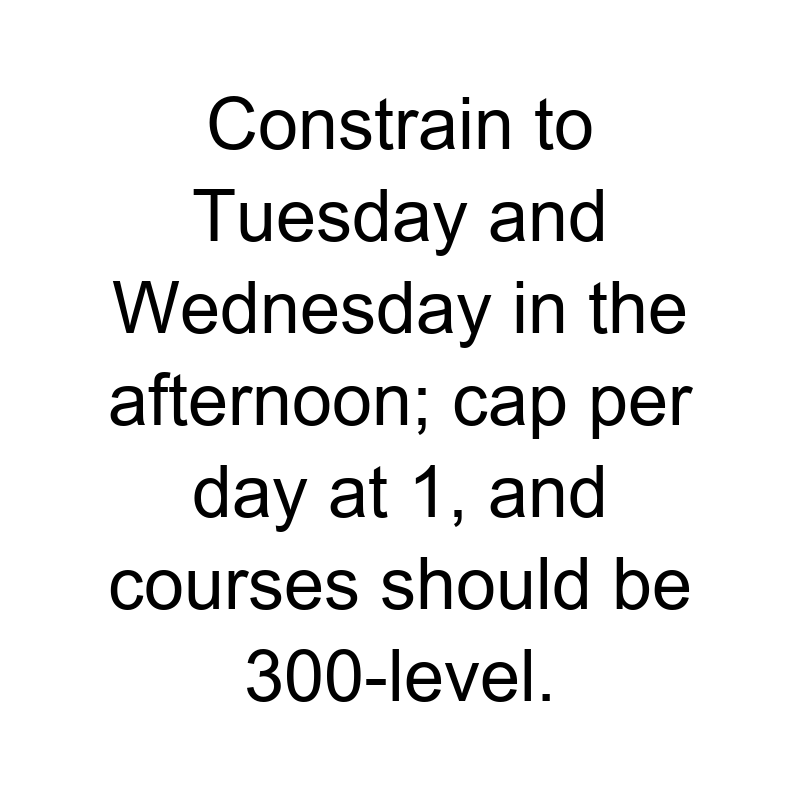 Constrain to
Tuesday and
Wednesday in the
afternoon; cap per
day at 1, and
courses should be
300-level.